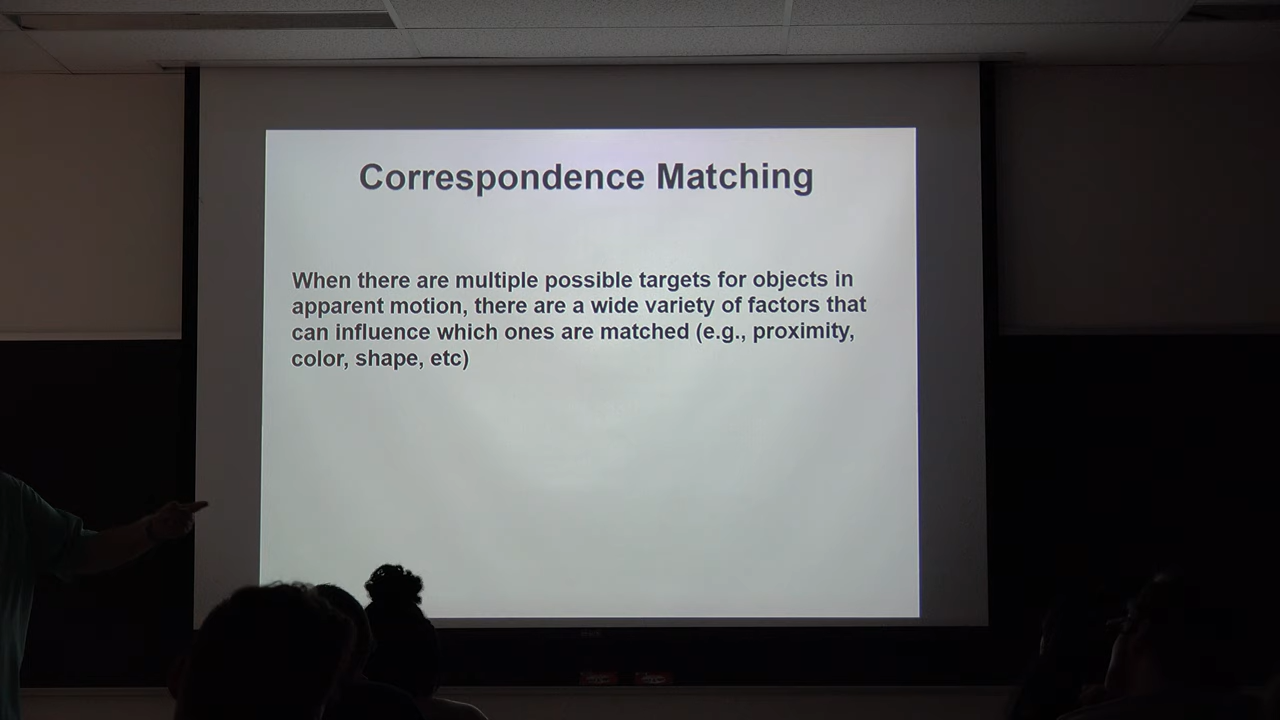 Correspondence Matching
When there are multiple possible targets for objects in
apparent motion, there are a wide variety of factors that
can influence which ones are matched (e.g., proximity,
color, shape, etc)